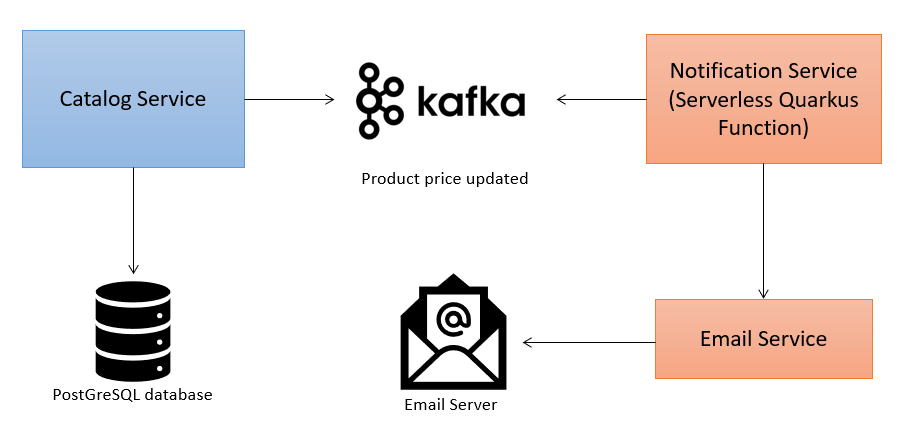 Catalog Service
kafka
Notification Service
(Serverless Quarkus
Function)
Product price updated
Email Service
PostGreSQL database
Email Server